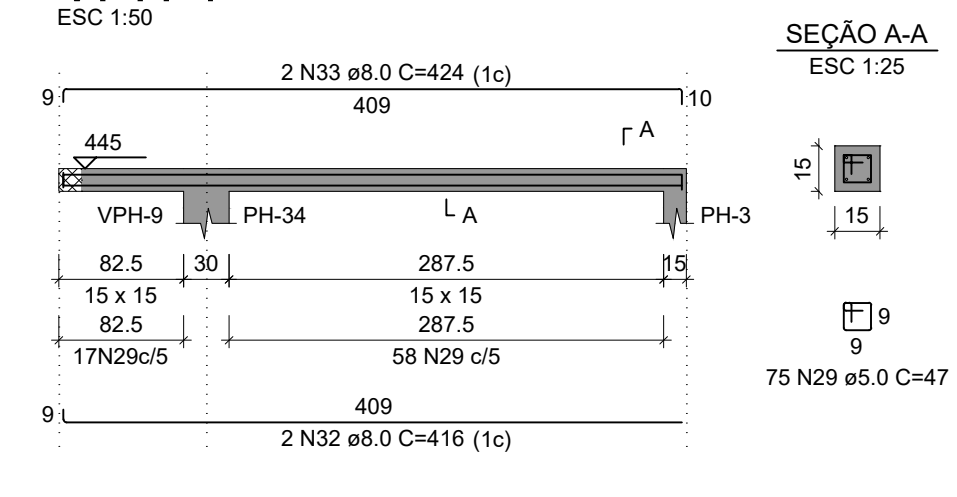 ESC 1:50
SEÇÃO A-A
ESC 1:25
2 N33 ø8.0 C=424 (1c)
9
409
10
A
445
VPH-9
PH-34
A
PH-3
15
15
82.5
30
287.5
15
15 x 15
15 x 15
82.5
287.5
17N29c/5
58 N29 c/5
9
9
75 N29 ø5.0 C=47
9
409
2 N32 ø8.0 C=416 (1c)